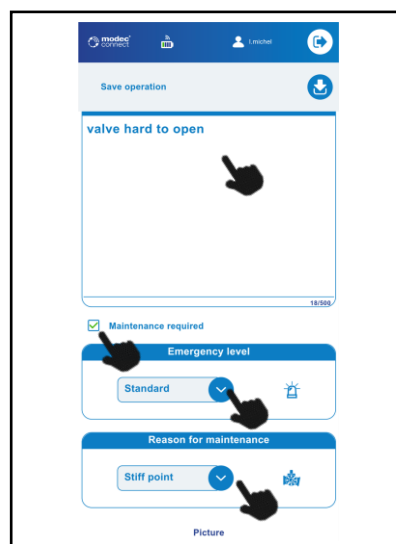 modec
connect
l.michel
Save operation
valve hard to open
18/500
Maintenance required
Emergency level
Standard
Reason for maintenance
Stiff point
Picture